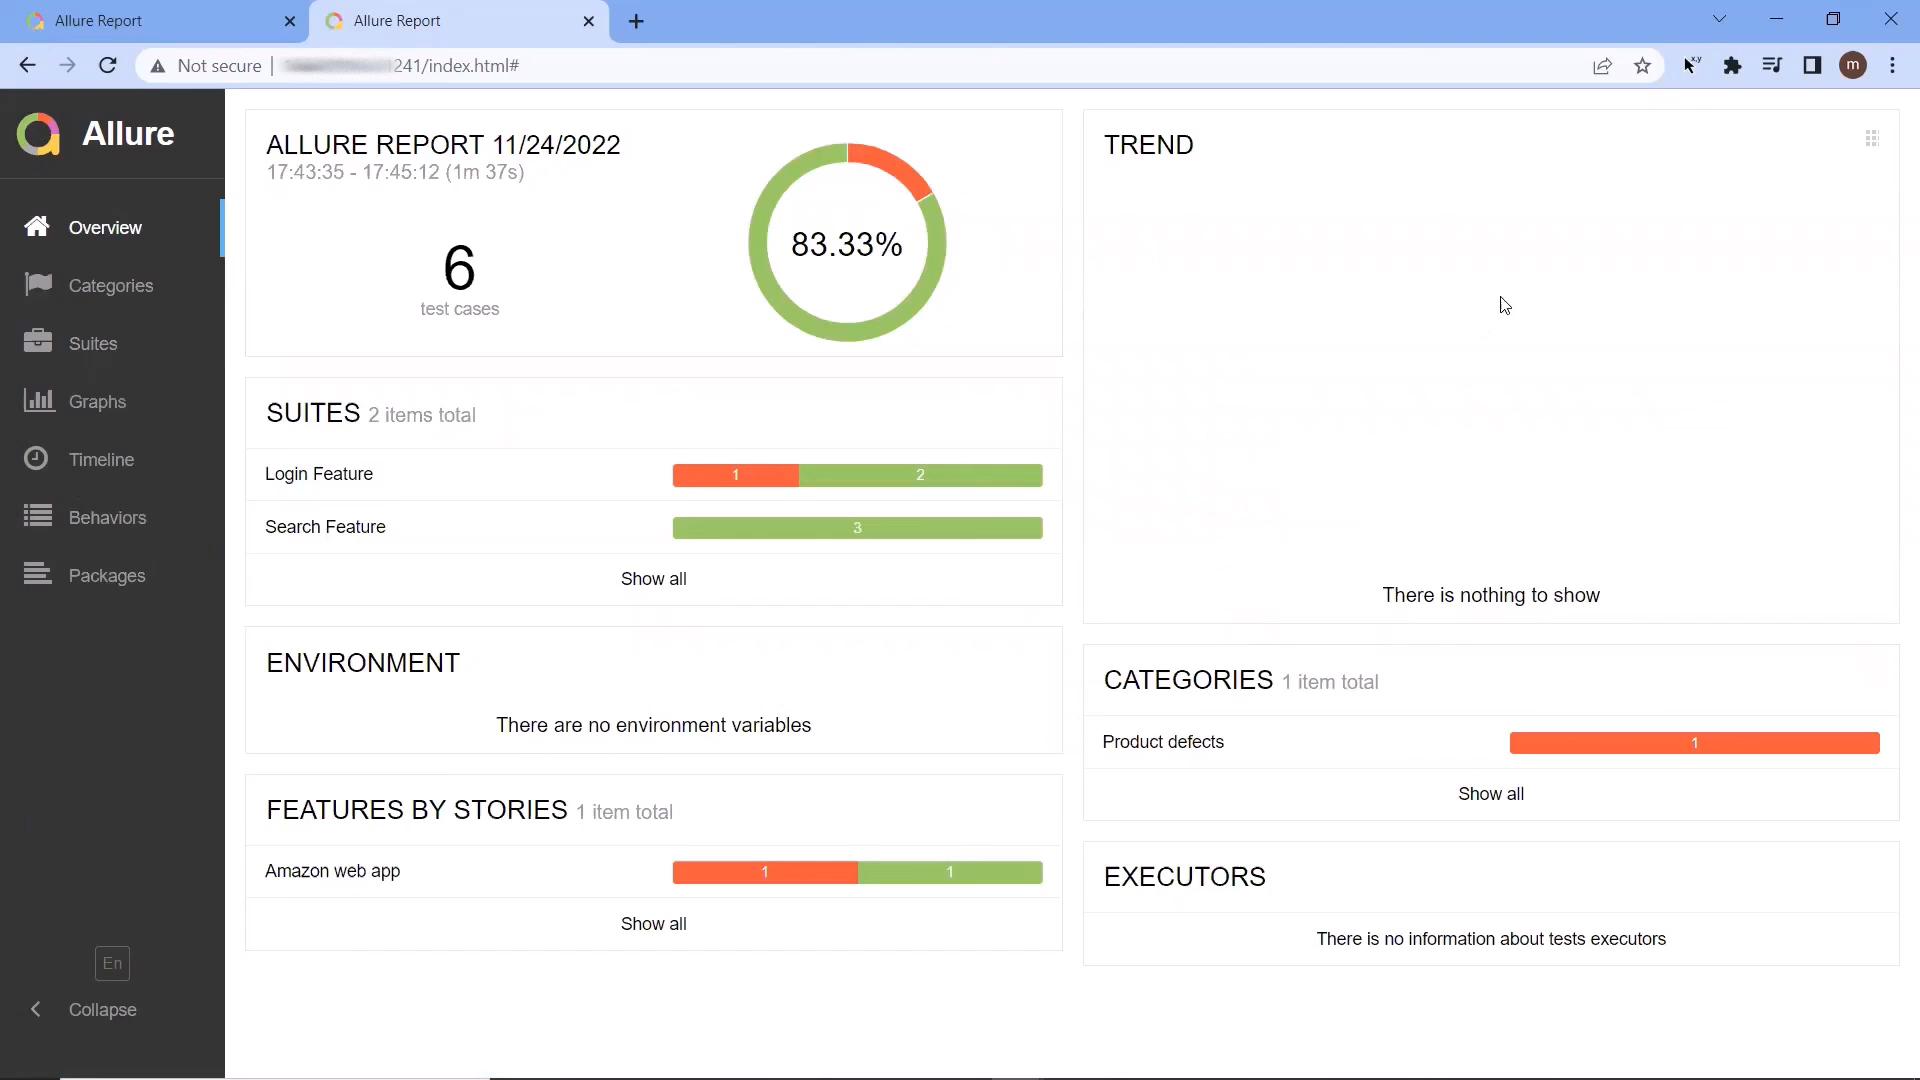 Allure Report
Allure Report
Not secure
241/index.html#
m
Allure
Overview
Categories
Suites
Graphs
Timeline
Behaviors
Packages
En
Collapse
ALLURE REPORT 11/24/2022
17:43:35 - 17:45:12 (1m 37s)
6
test cases
83.33%
SUITES 2 items total
Login Feature 1 2
Search Feature 3
Show all
ENVIRONMENT
There are no environment variables
FEATURES BY STORIES 1 item total
Amazon web app 1 1
Show all
TREND
There is nothing to show
CATEGORIES 1 item total
Product defects 1
Show all
EXECUTORS
There is no information about tests executors